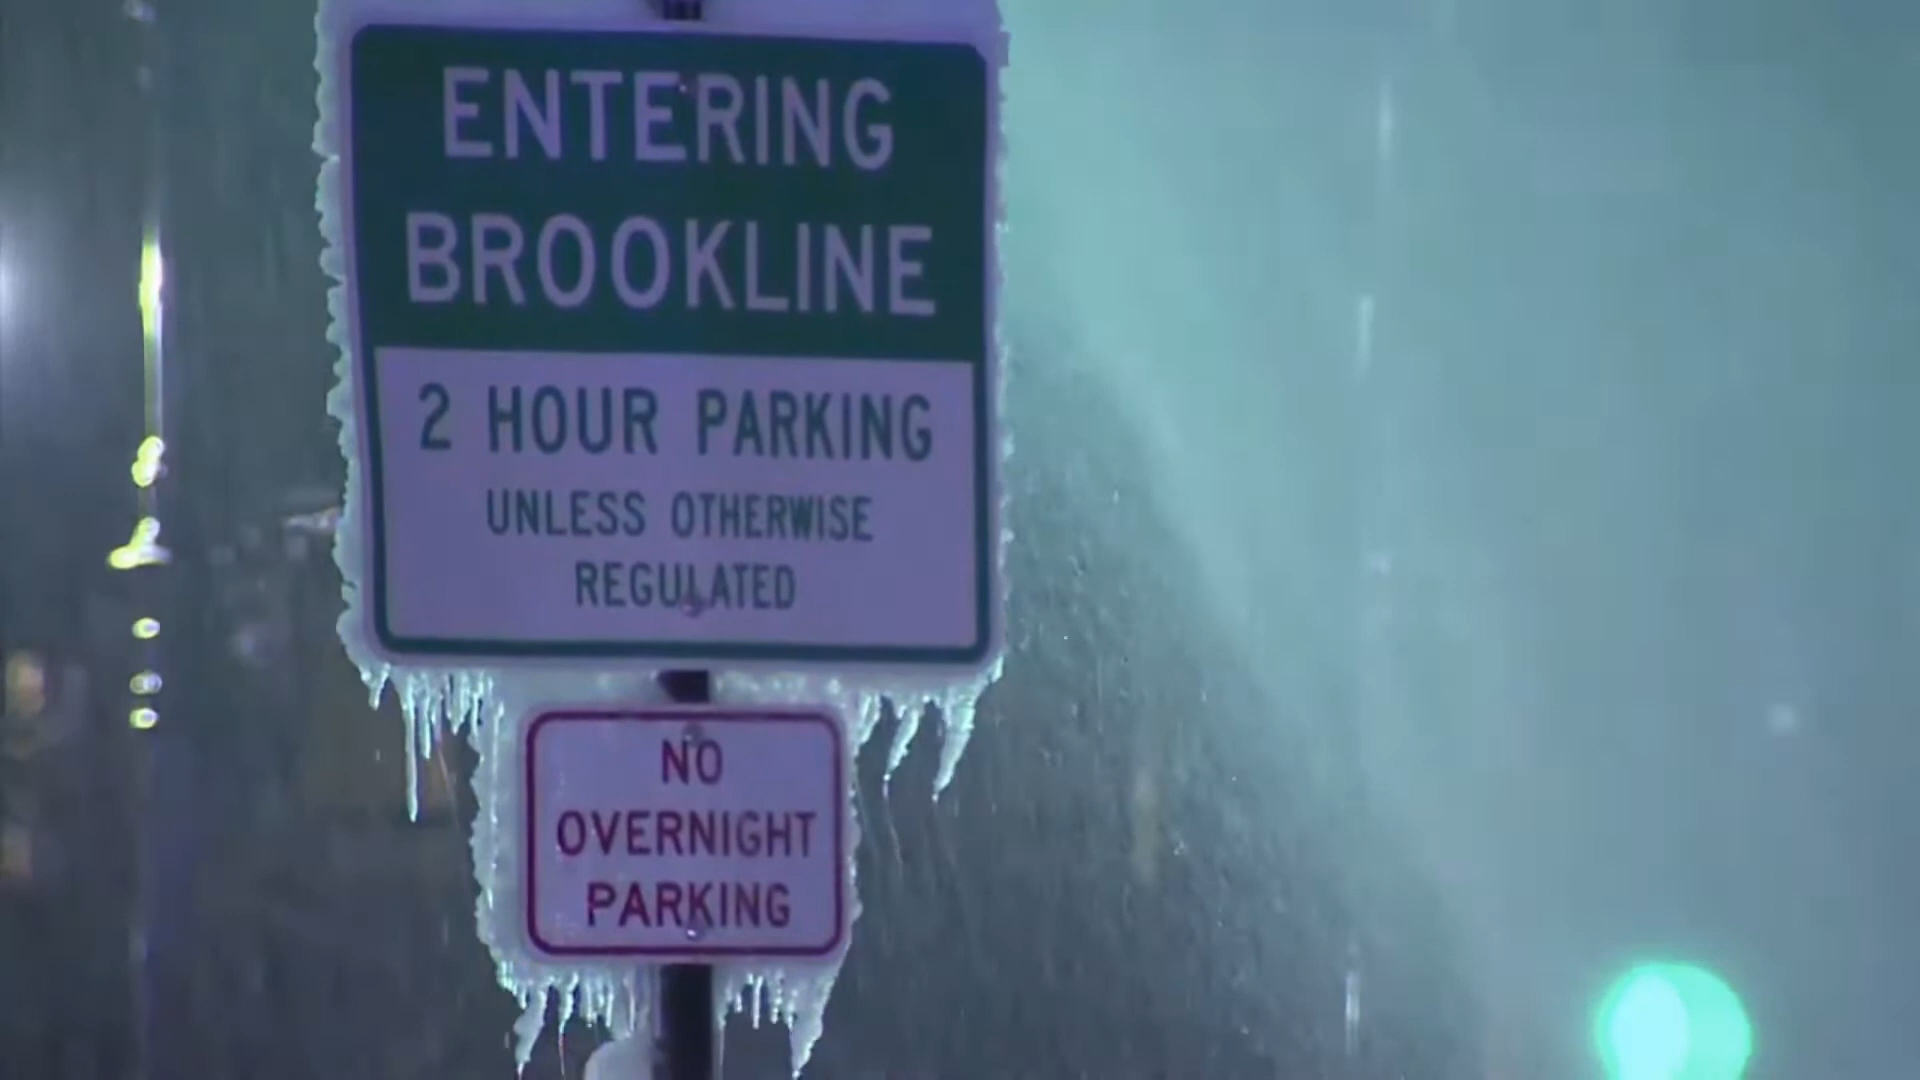 ENTERING
BROOKLINE
2 HOUR PARKING
UNLESS OTHERWISE
REGULATED
NO
OVERNIGHT
PARKING